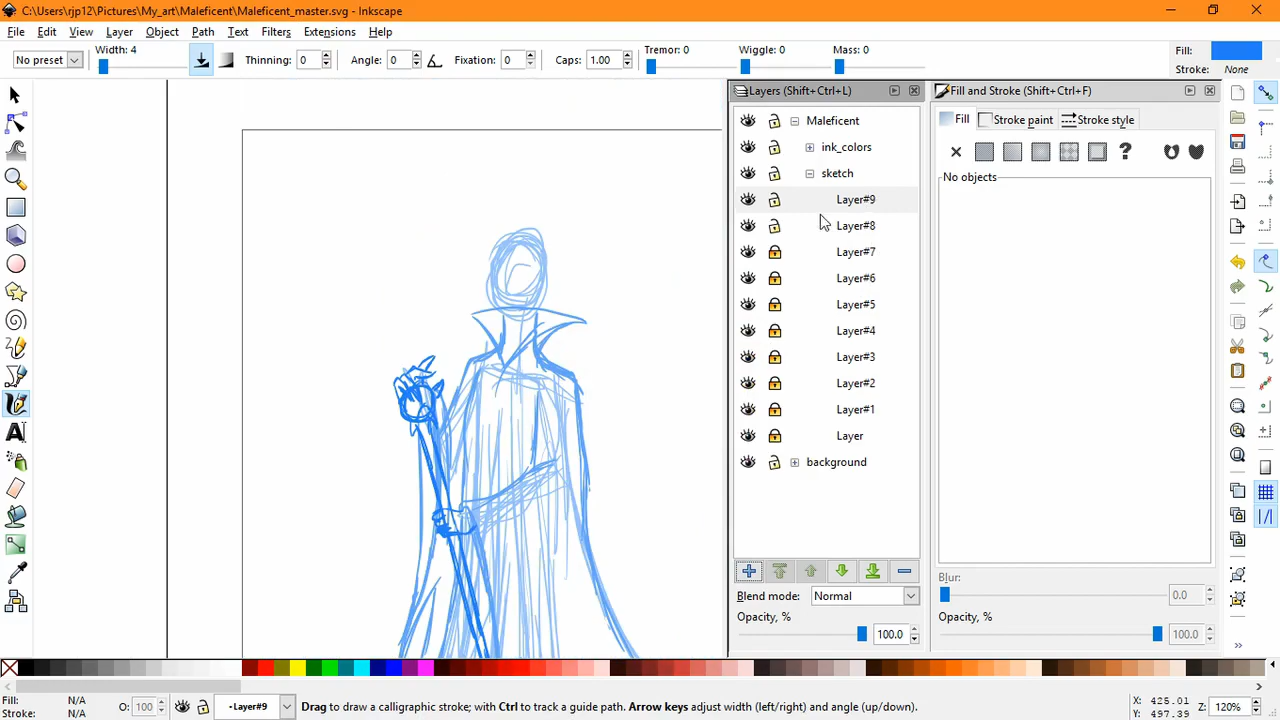 C:\Users\rjp12\Pictures\My_art\Maleficent\Maleficent_master.svg - Inkscape
File Edit View Layer Object Path Text Filters Extensions Help
No preset Width: 4 Thinning: 0 Angle: 0 Fixation: 0 Caps: 1.00 Tremor: 0 Wiggle: 0 Mass: 0 Fill:
Stroke: None
Layers (Shift+Ctrl+L) Fill and Stroke (Shift+Ctrl+F)
Maleficent Fill Stroke paint Stroke style
ink_colors
sketch ?
No objects
Layer#9
Layer#8
Layer#7
Layer#6
Layer#5
Layer#4
Layer#3
Layer#2
Layer#1
Layer
background
Blur:
Blend mode: Normal 0.0
Opacity, % Opacity, %
100.0 100.0
Fill: N/A O: 100 •Layer#9 Drag to draw a calligraphic stroke; with Ctrl to track a guide path. Arrow keys adjust width (left/right) and angle (up/down). X: 425.01 Z: 120%
Stroke: N/A Y: 497.39